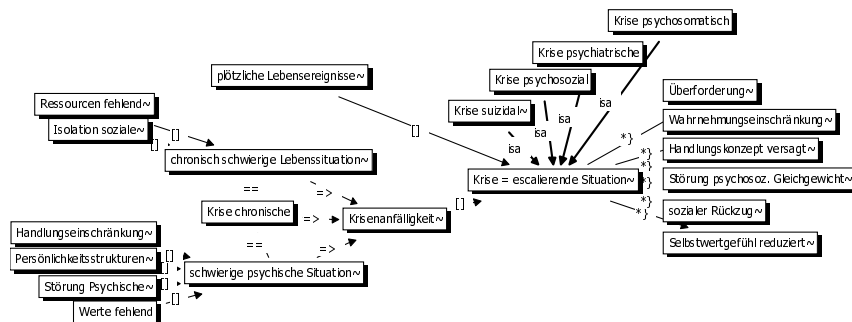 Krise psychosomatisch
Krise psychiatrische
plötzliche Lebensereignisse~
Krise psychosozial
Überforderung~
isa
Ressourcen fehlend~
Krise suizidal~
Wahrnehmungseinschränkung~
isa
Isolation soziale~
[]
[]
isa
isa
*}
[]
isa
Handlungskonzept versagt~
*}
chronisch schwierige Lebenssituation~
*}
Krise = escalierende Situation~
*}
Störung psychosoz. Gleichgewicht~
==
=>
*}
Krise chronische
=>
Krisenanfälligkeit~
[]
*}
sozialer Rückzug~
Handlungseinschränkung~
==
=>
Selbstwertgefühl reduziert~
Persönlichkeitsstrukturen~
[]
[]
schwierige psychische Situation~
Störung Psychische~
[]
[]
Werte fehlend